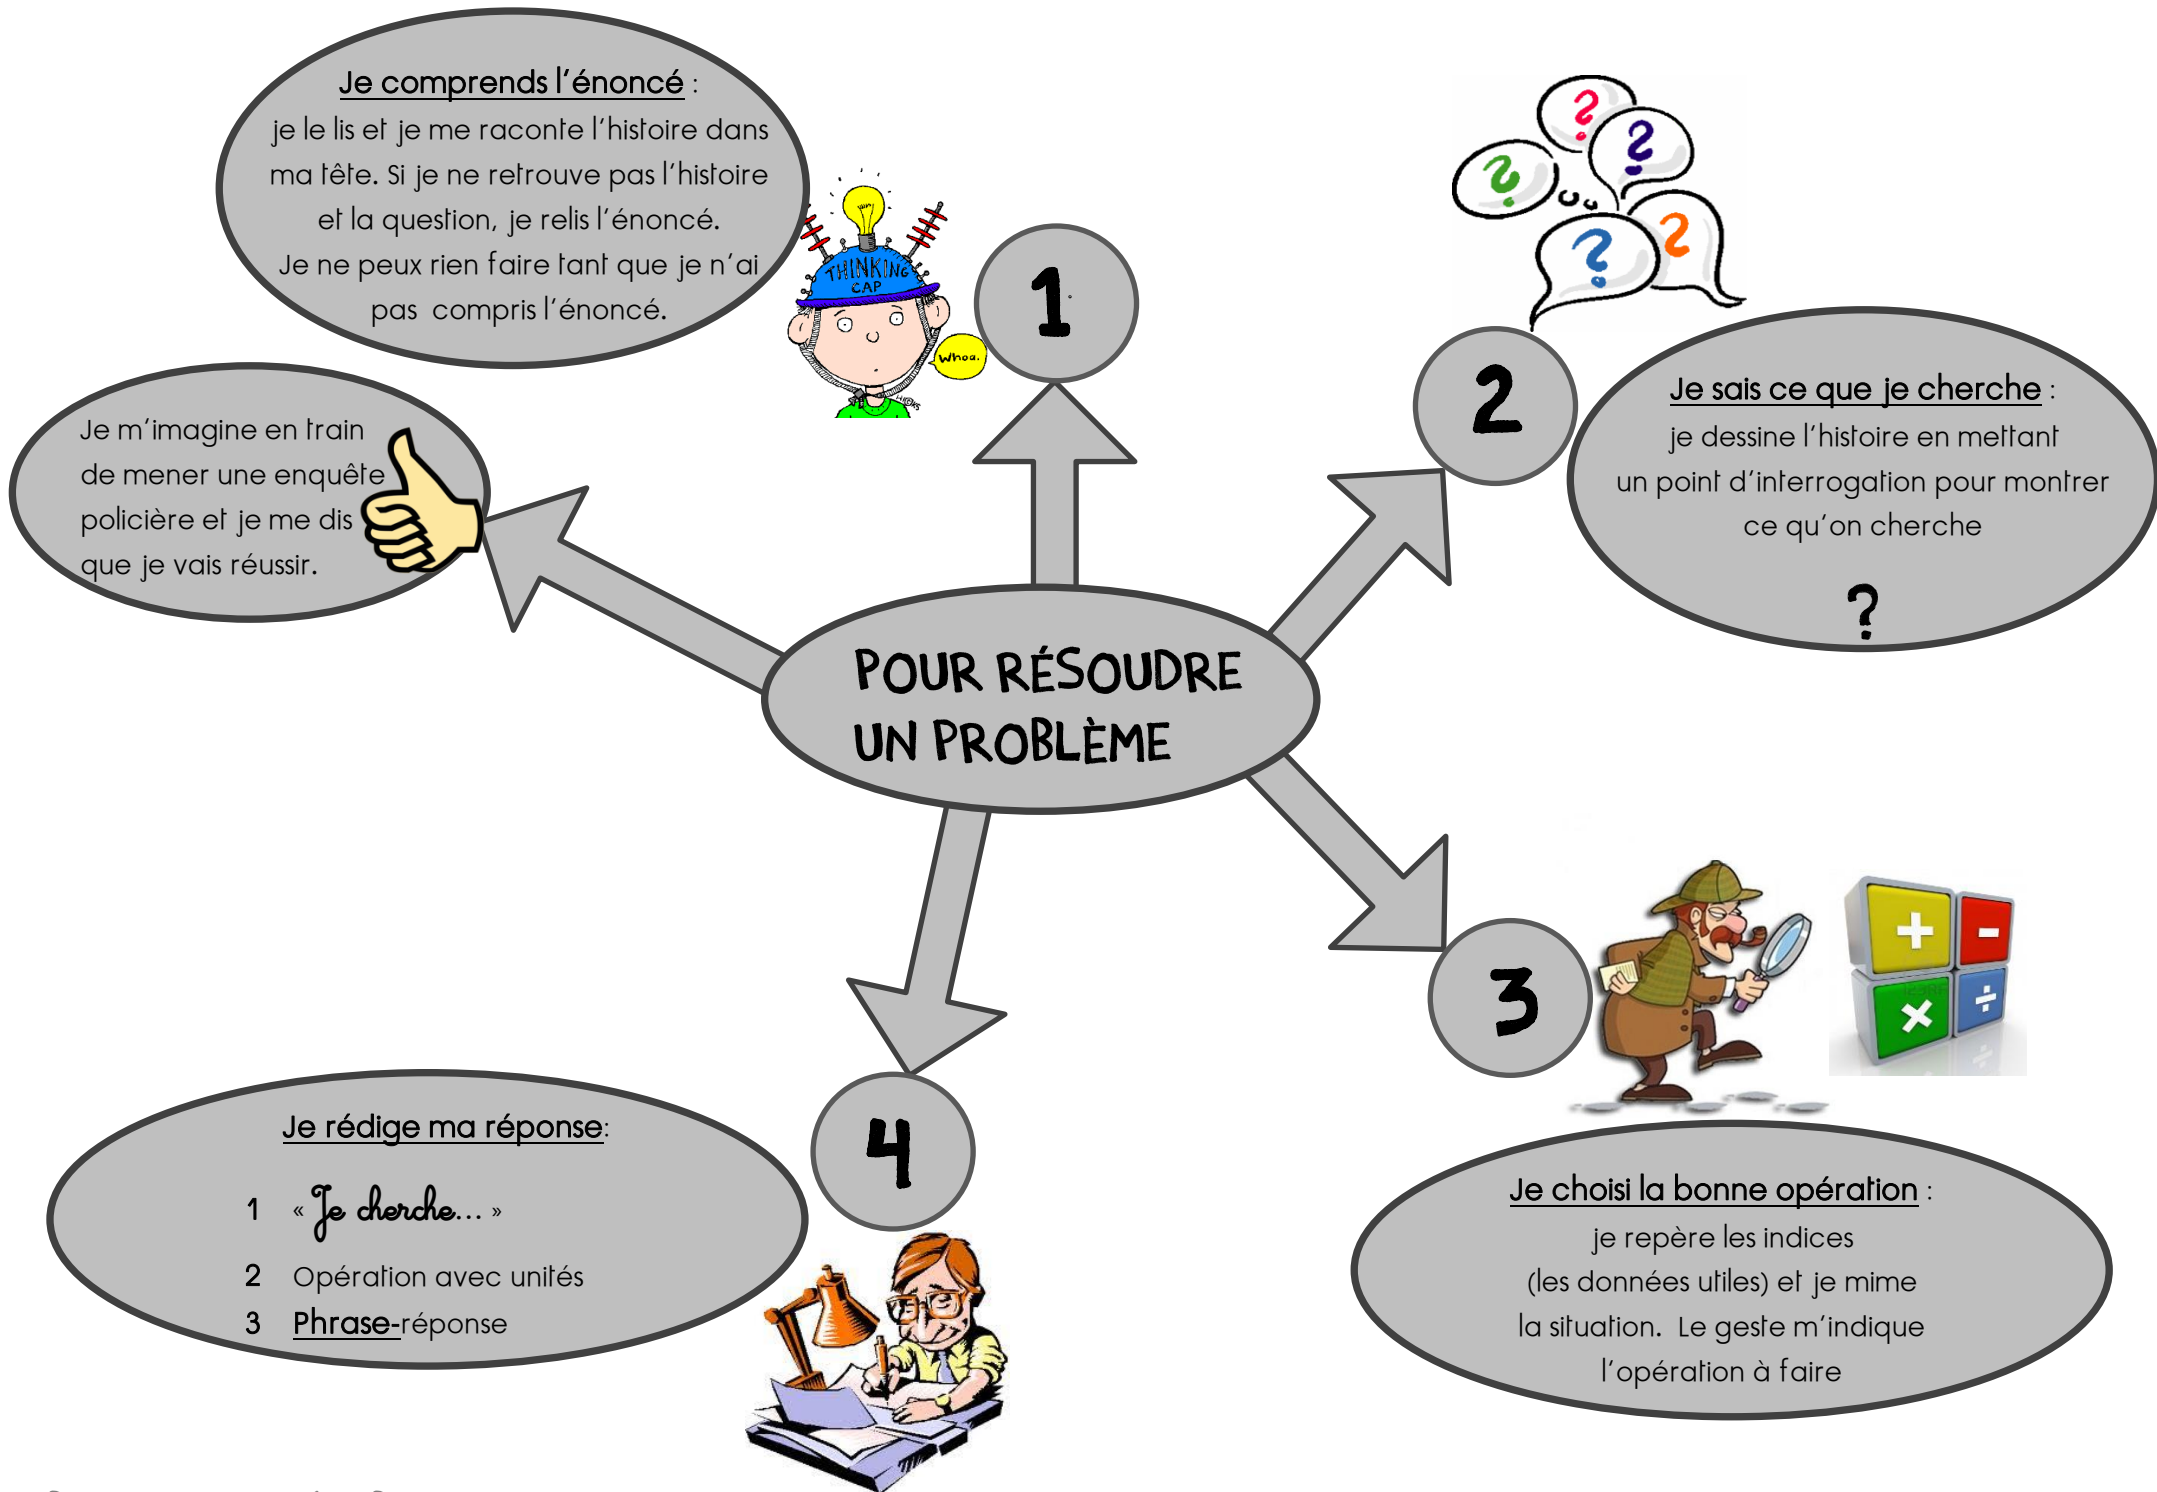 Je comprends l'énoncé :
je le lis et je me raconte l'histoire dans
ma tête. Si je ne retrouve pas l'histoire
et la question, je relis l'énoncé.
Je ne peux rien faire tant que je n'ai
pas compris l'énoncé.
THINKING
CAP
Whoa.
1
2
Je sais ce que je cherche :
je dessine l'histoire en mettant
un point d'interrogation pour montrer
ce qu'on cherche
?
Je m'imagine en train
de mener une enquête
policière et je me dis
que je vais réussir.
POUR RÉSOUDRE
UN PROBLÈME
3
+ -
× ÷
Je choisi la bonne opération :
je repère les indices
(les données utiles) et je mime
la situation. Le geste m'indique
l'opération à faire
4
Je rédige ma réponse:
1 « Je cherche... »
2 Opération avec unités
3 Phrase-réponse